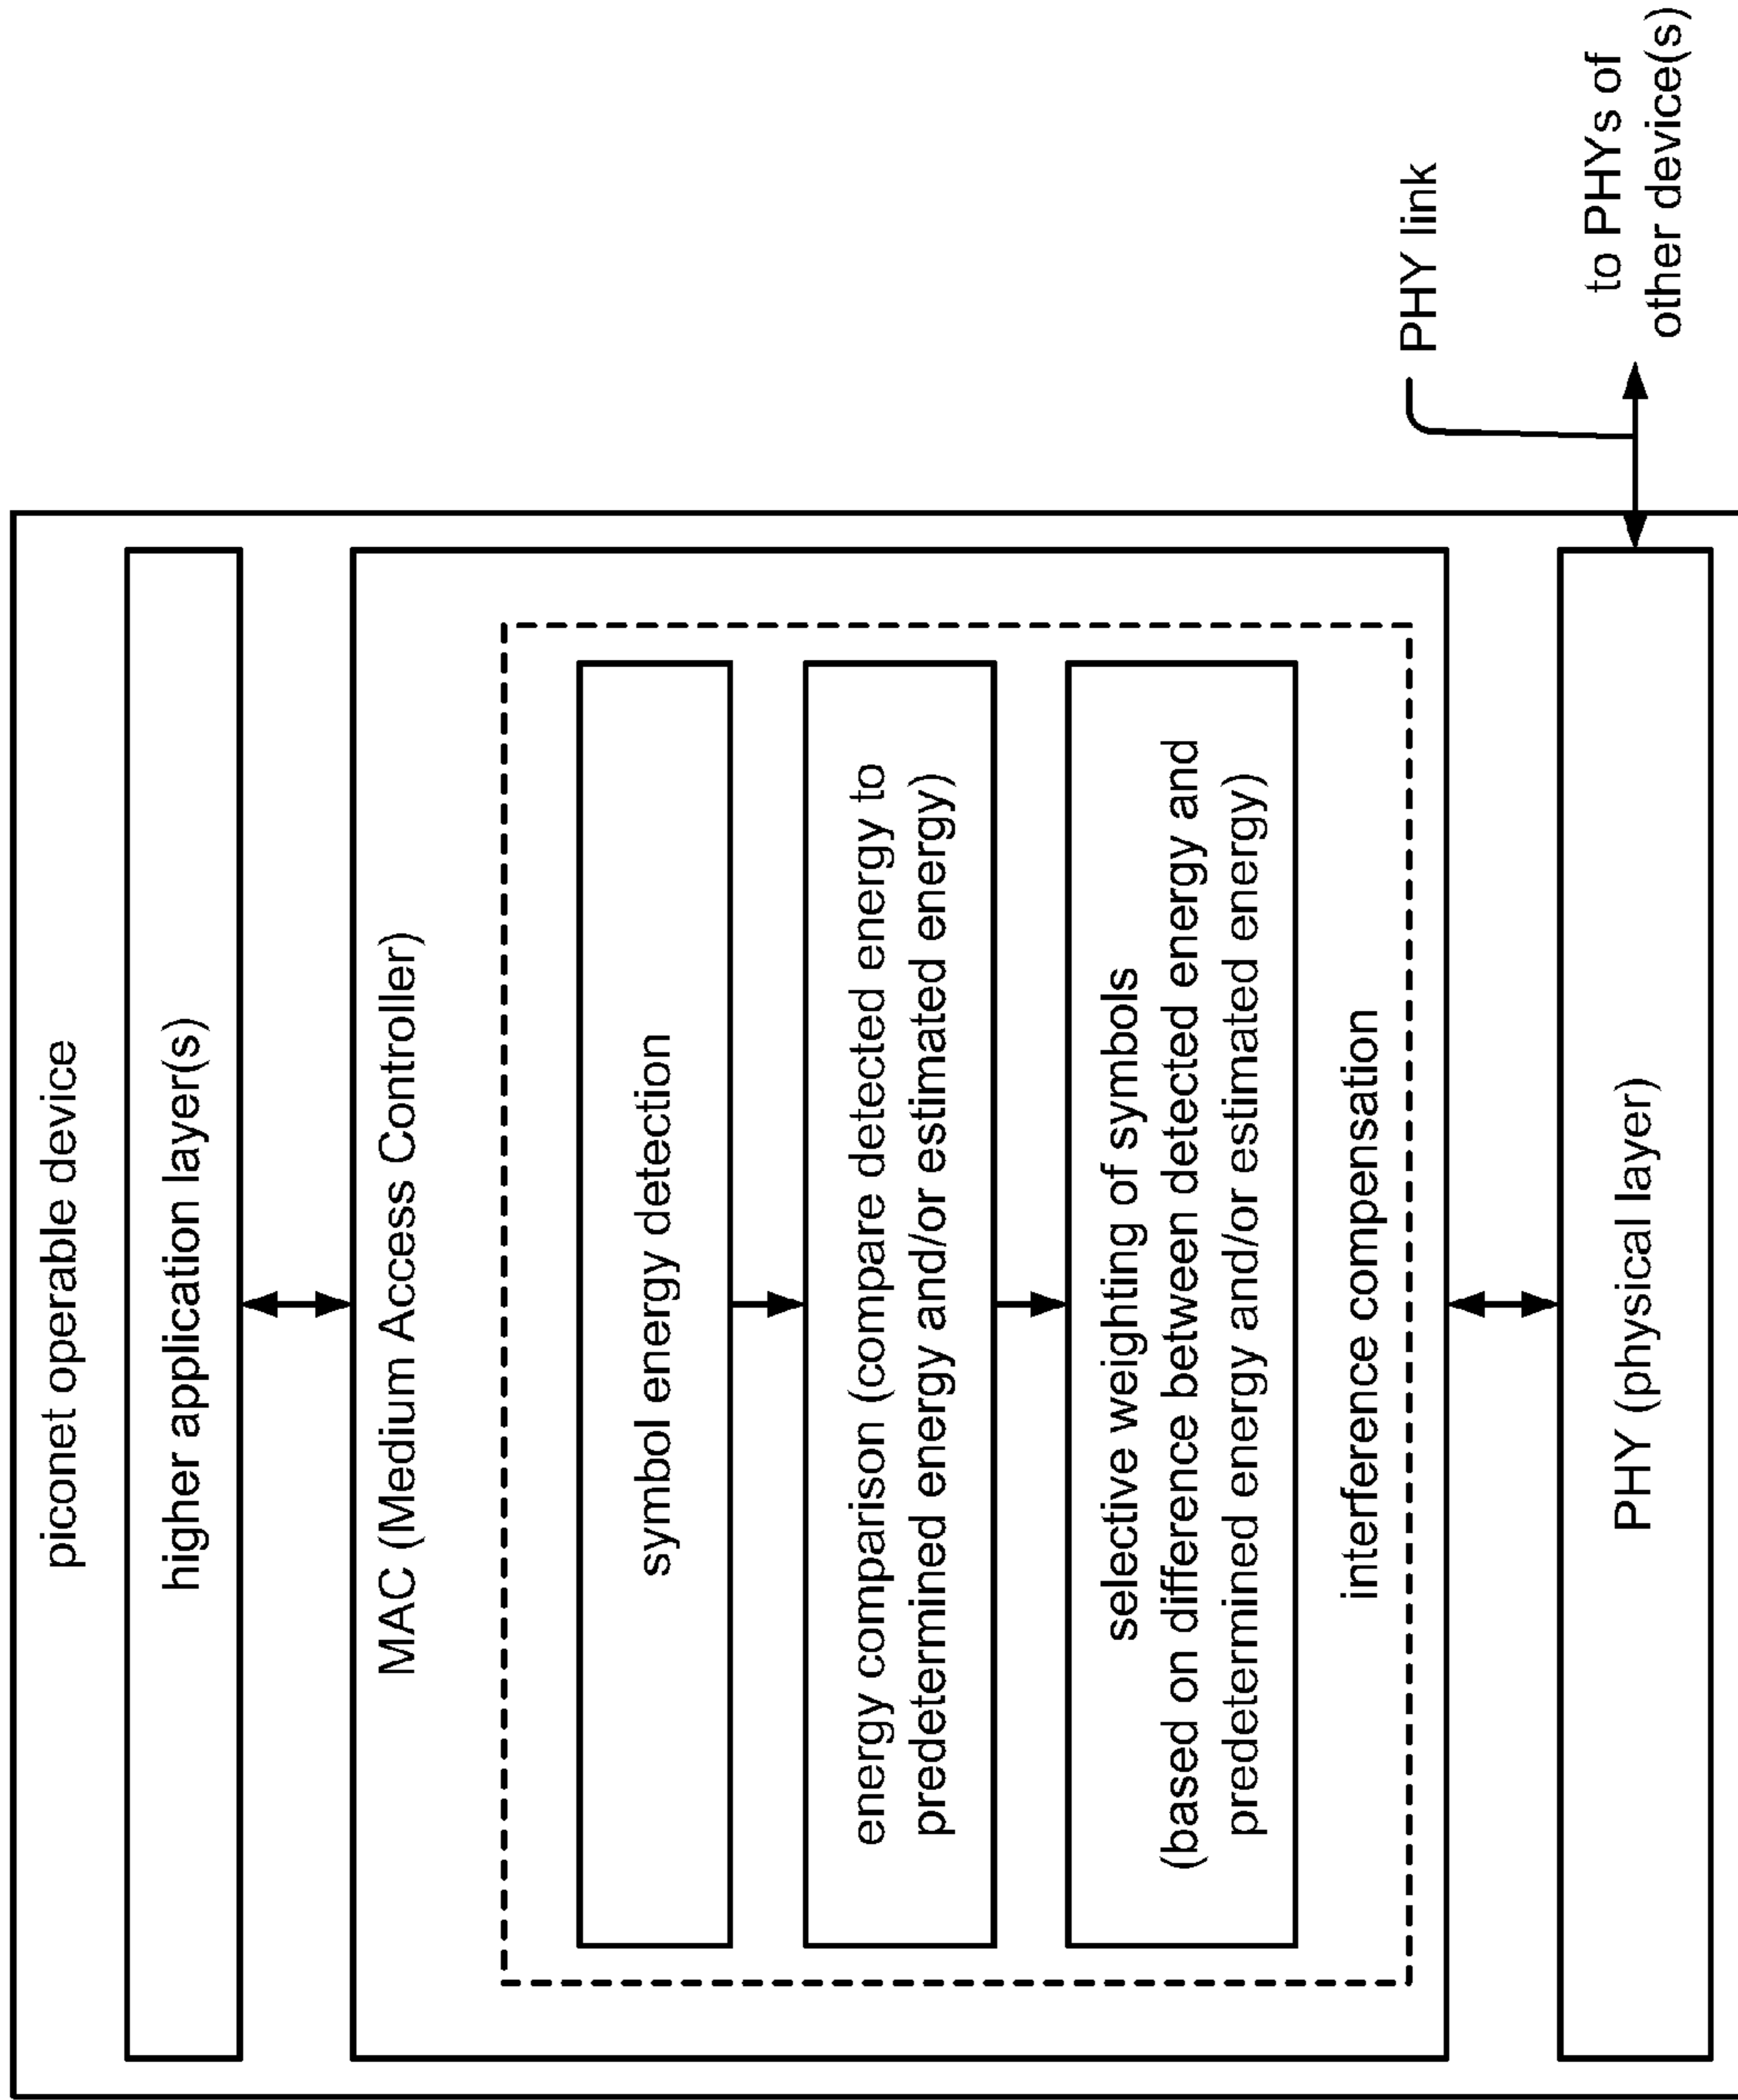 piconet operable device
higher application layer(s)
MAC (Medium Access Controller)
symbol energy detection
energy comparison (compare detected energy to
predetermined energy and/or estimated energy)
selective weighting of symbols
(based on difference between detected energy and
predetermined energy and/or estimated energy)
interference compensation
PHY (physical layer)
PHY link
to PHYs of
other device(s)